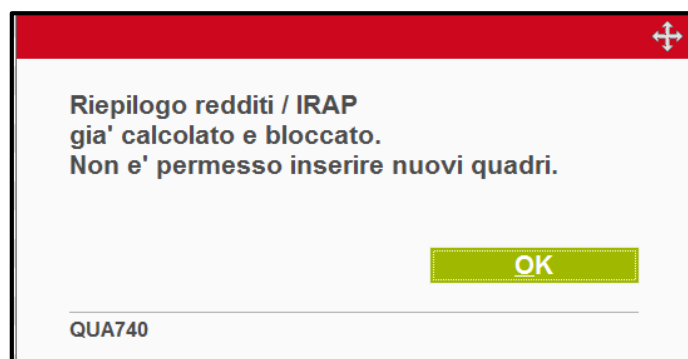 Riepilogo redditi / IRAP
gia' calcolato e bloccato.
Non e' permesso inserire nuovi quadri.
OK
QUA740